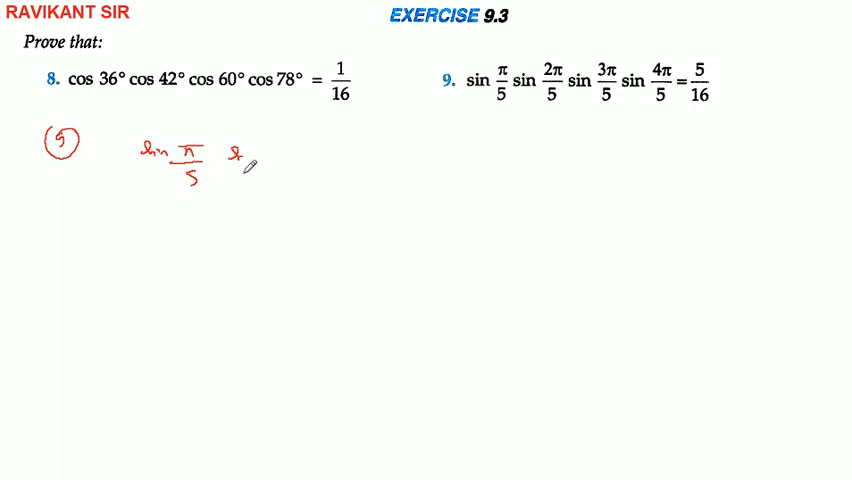 RAVIKANT SIR
EXERCISE 9.3
Prove that:
8. cos 36° cos 42° cos 60° cos 78° = 1/16
9. sin π/5 sin 2π/5 sin 3π/5 sin 4π/5 = 5/16
9 sin π/5